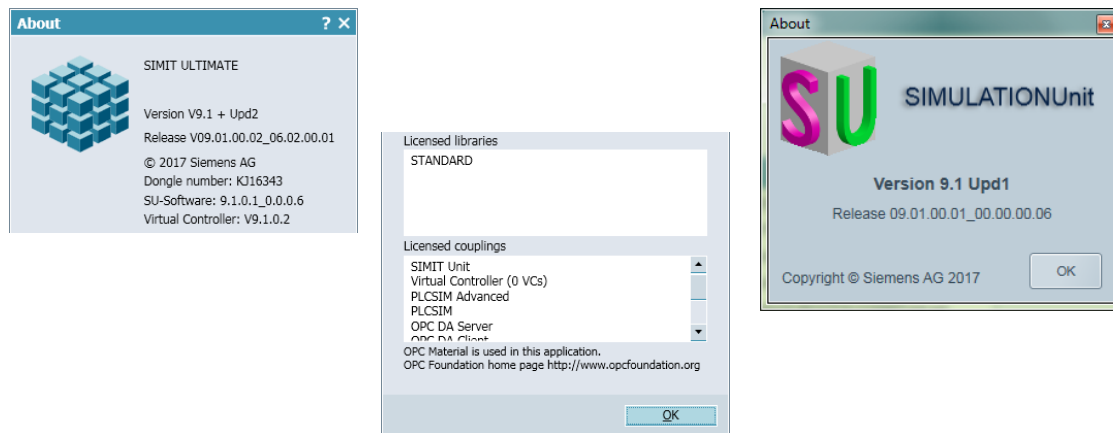 About
SIMIT ULTIMATE
Version V9.1 + Upd2
Release V09.01.00.02_06.02.00.01
© 2017 Siemens AG
Dongle number: KJ16343
SU-Software: 9.1.0.1_0.0.0.6
Virtual Controller: V9.1.0.2
Licensed libraries
STANDARD
Licensed couplings
SIMIT Unit
Virtual Controller (0 VCs)
PLCSIM Advanced
PLCSIM
OPC DA Server
OPC DA Client
OPC Material is used in this application.
OPC Foundation home page http://www.opcfoundation.org
OK
About
SU
SIMULATIONUnit
Version 9.1 Upd1
Release 09.01.00.01_00.00.00.06
Copyright © Siemens AG 2017
OK